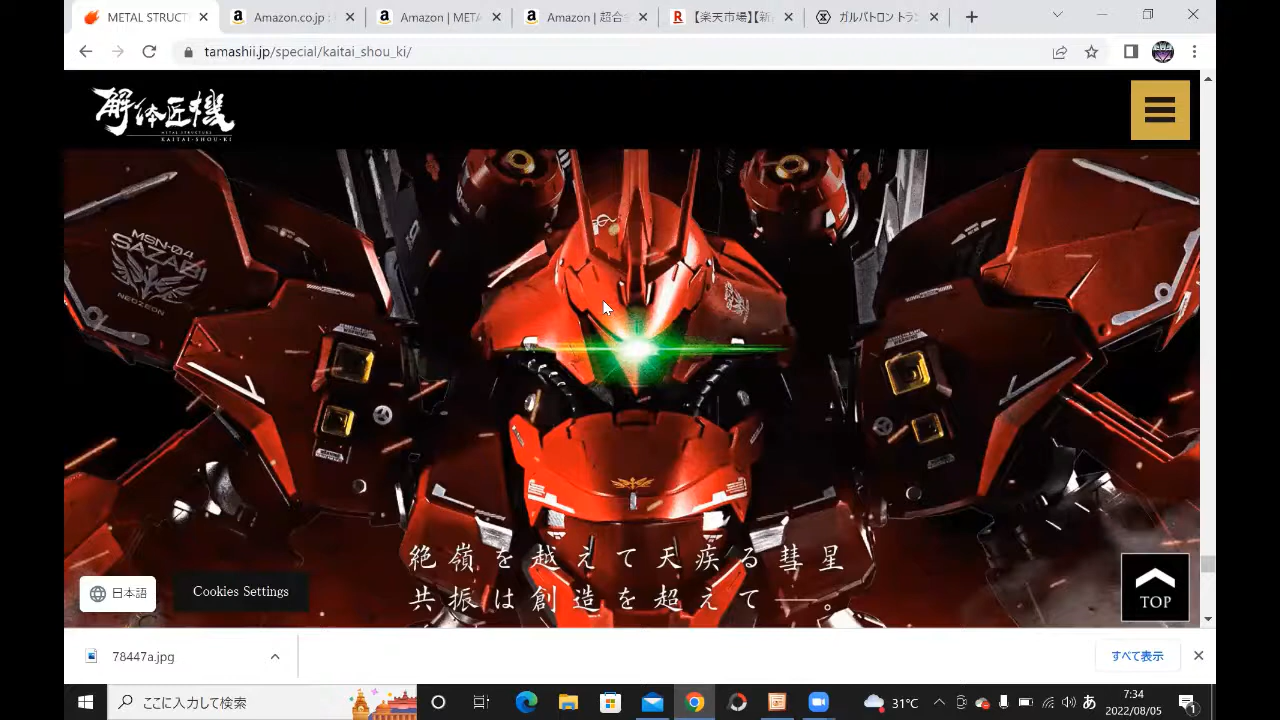 METAL STRUCT
Amazon.co.jp :
Amazon | META
Amazon | 超合
【楽天市場】【新
ガルバトロン トラン
tamashii.jp/special/kaitai_shou_ki/
解体匠機
METAL STRUCTURE
KAITAI-SHOU-KI
MSN-04
SAZABI
NEOZEON
絶嶺を越えて天疾る彗星
共振は創造を超えて──。
日本語
Cookies Settings
TOP
78447a.jpg
すべて表示
ここに入力して検索
31°C
あ
7:34
2022/08/05
1